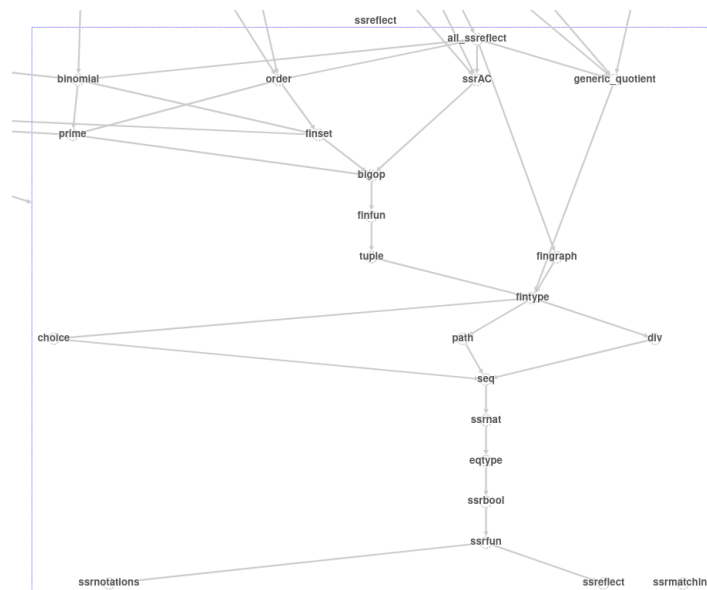 ssreflect
all_ssreflect
binomial order ssrAC generic_quotient
prime finset
bigop
finfun
tuple fingraph
fintype
choice path div
seq
ssrnat
eqtype
ssrbool
ssrfun
ssrnotations ssreflect ssrmatchin